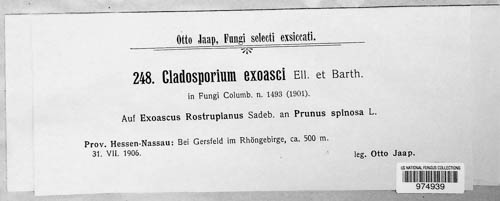 Otto Jaap, Fungi selecti exsiccati.
248. Cladosporium exoasci Ell. et Barth.
in Fungi Columb. n. 1493 (1901).
Auf Exoascus Rostrupianus Sadeb. an Prunus spinosa L.
Prov. Hessen-Nassau: Bei Gersfeld im Rhöngebirge, ca. 500 m.
31. VII. 1906.
leg. Otto Jaap.
US NATIONAL FUNGUS COLLECTIONS
974939